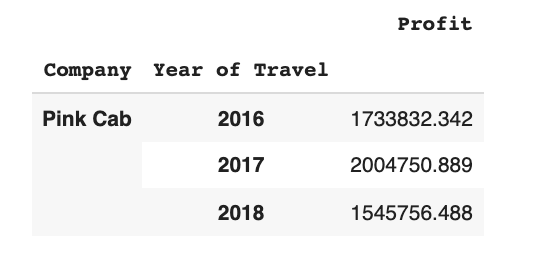 Profit
Company Year of Travel
Pink Cab 2016 1733832.342
2017 2004750.889
2018 1545756.488